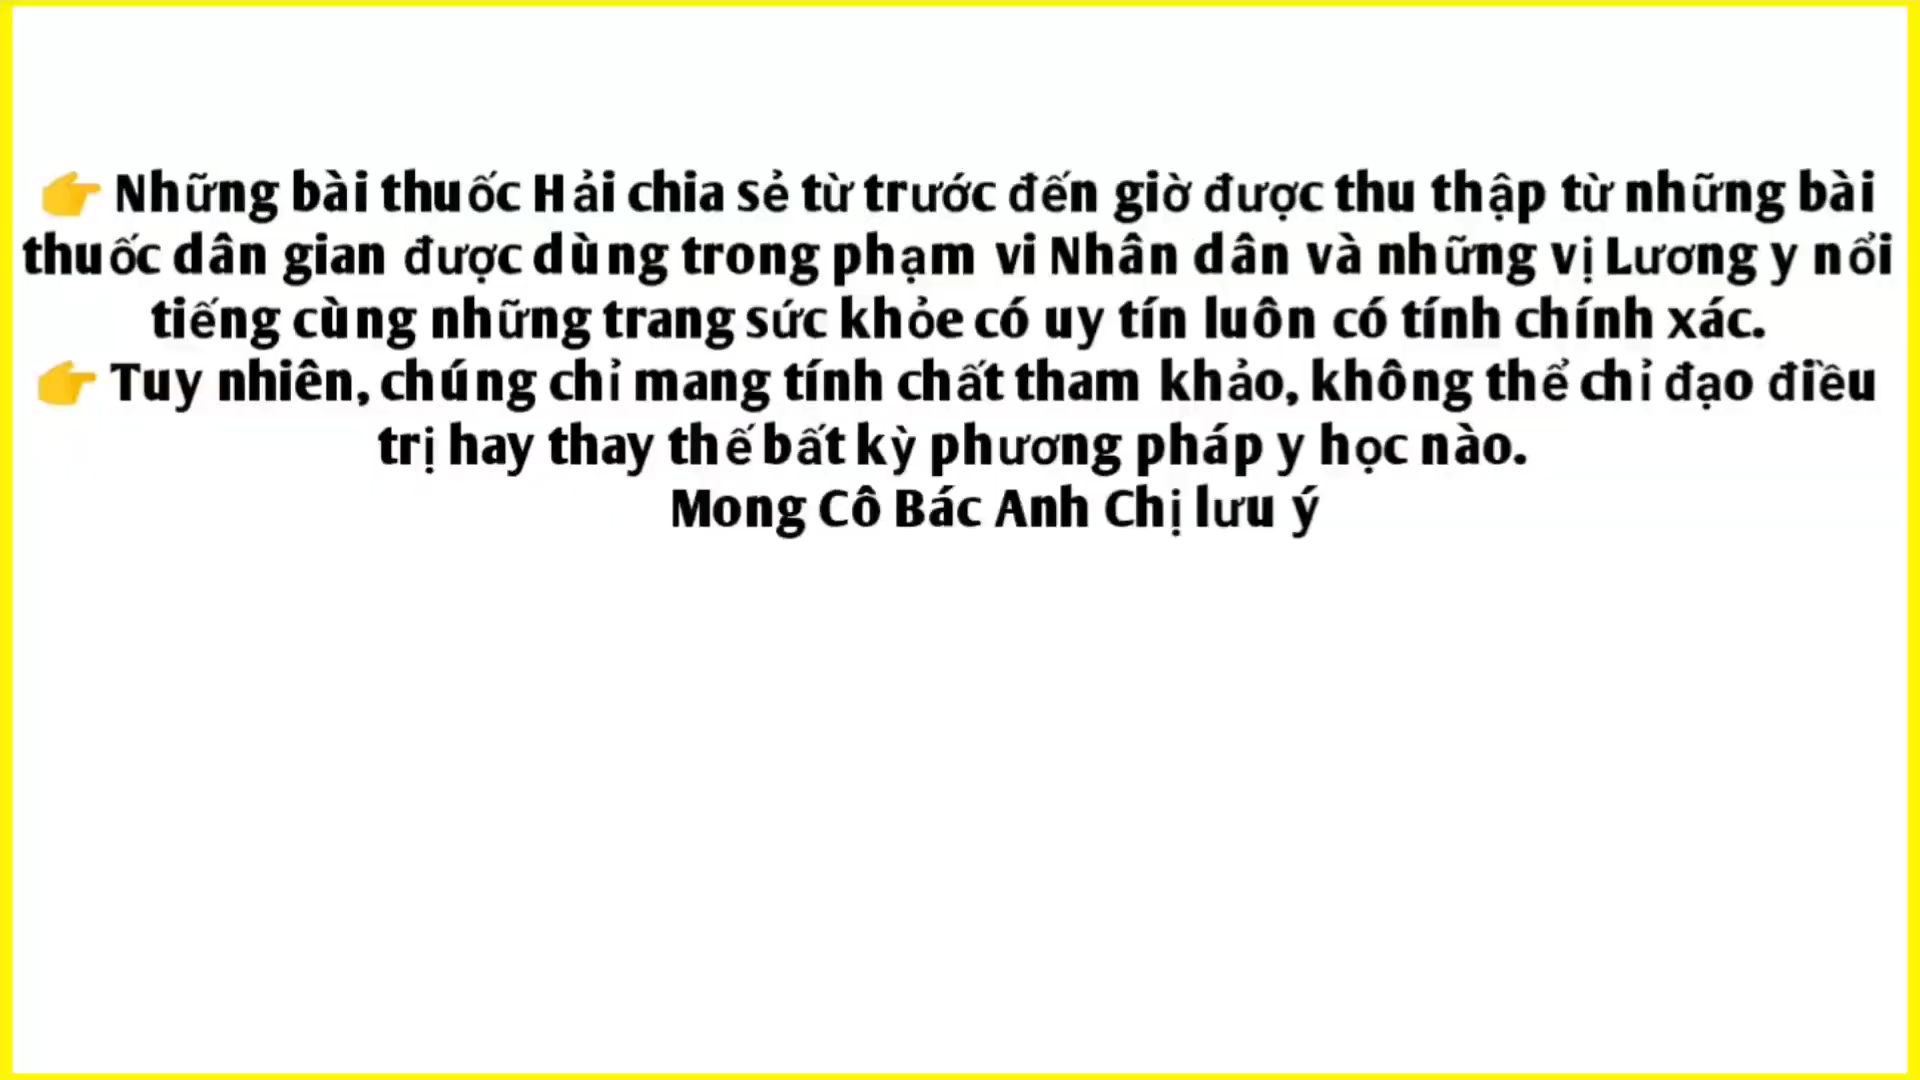 👉 Những bài thuốc Hải chia sẻ từ trước đến giờ được thu thập từ những bài
thuốc dân gian được dùng trong phạm vi Nhân dân và những vị Lương y nổi
tiếng cùng những trang sức khỏe có uy tín luôn có tính chính xác.
👉 Tuy nhiên, chúng chỉ mang tính chất tham khảo, không thể chỉ đạo điều
trị hay thay thế bất kỳ phương pháp y học nào.
Mong Cô Bác Anh Chị lưu ý